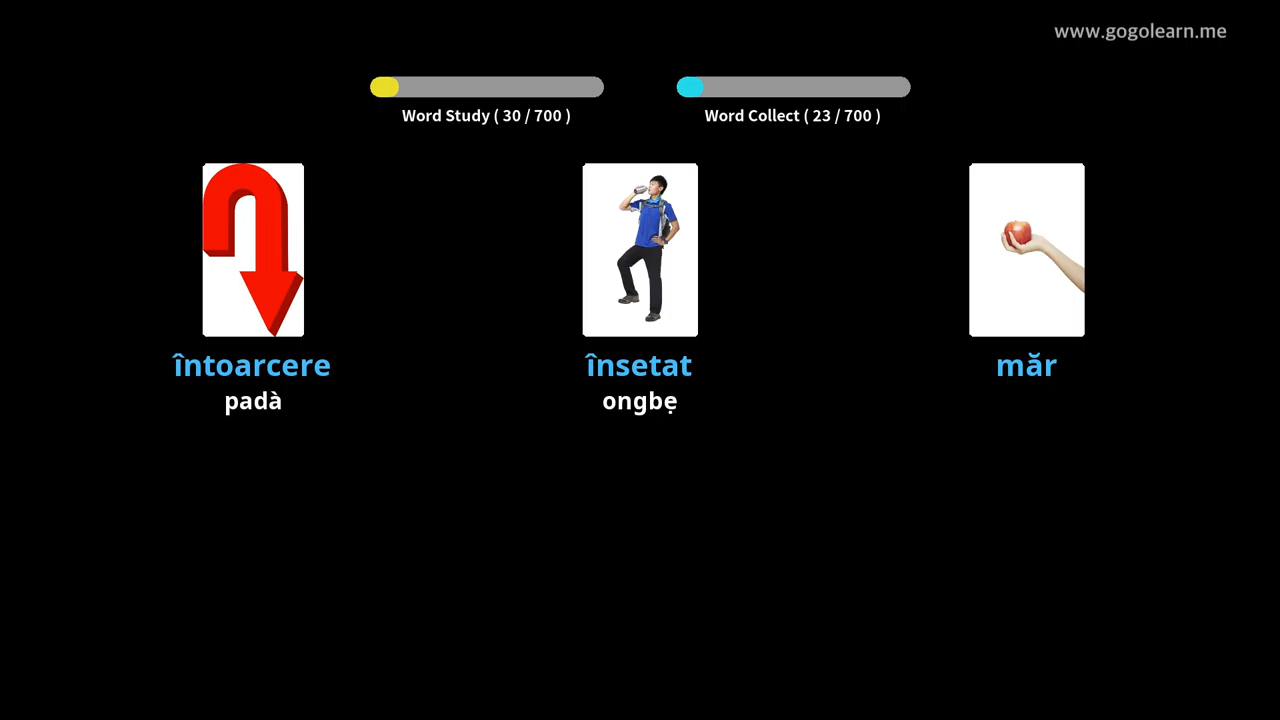 www.gogolearn.me
Word Study ( 30 / 700 )
Word Collect ( 23 / 700 )
întoarcere
padà
însetat
ongbẹ
măr